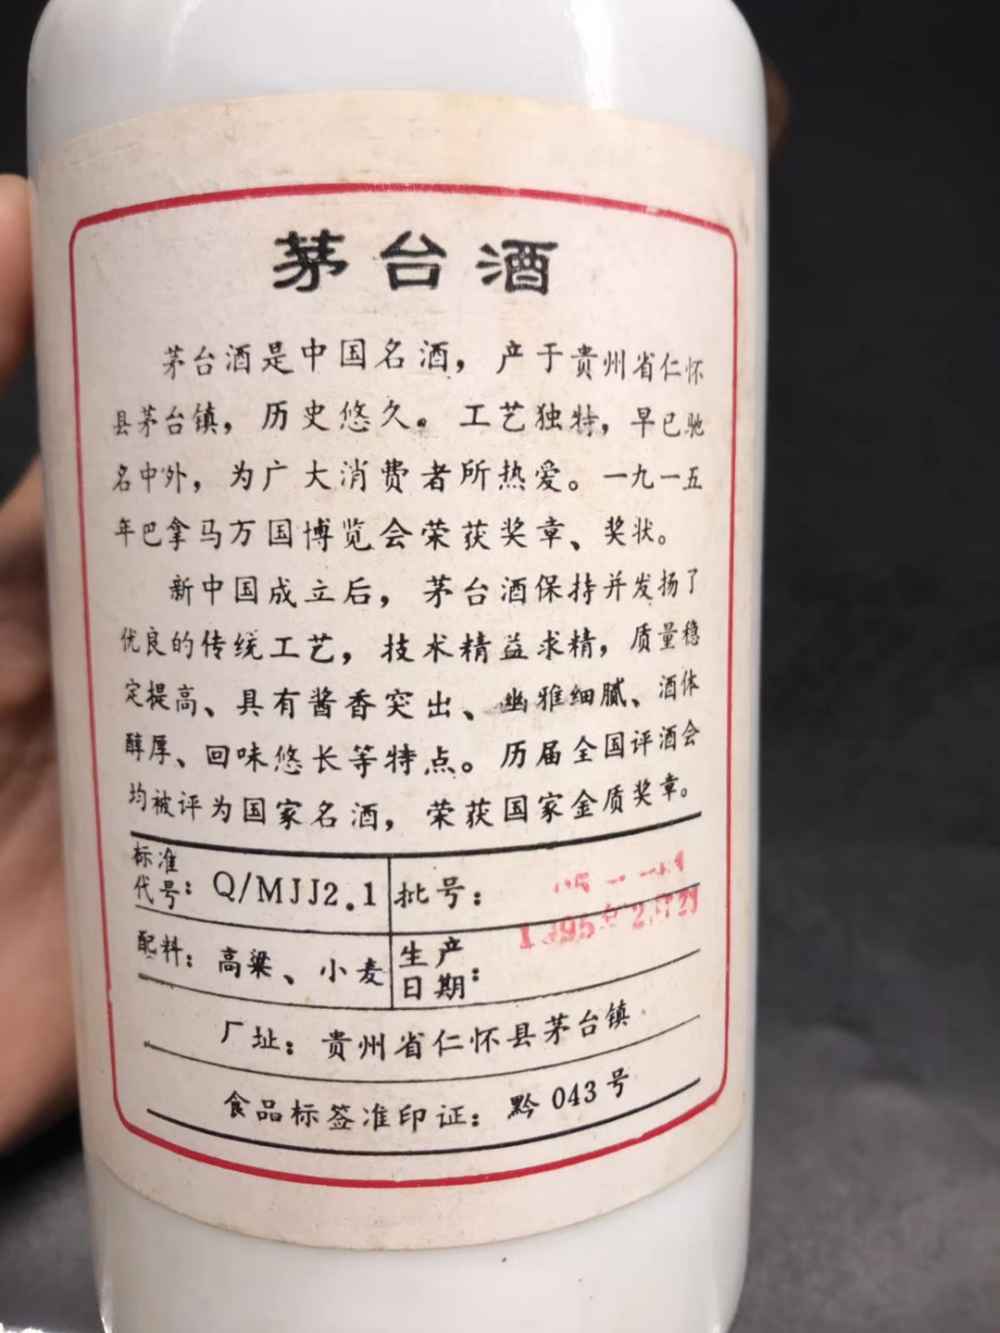 茅台酒
茅台酒是中国名酒，产于贵州省仁怀
县茅台镇，历史悠久。工艺独特，早已驰
名中外，为广大消费者所热爱。一九一五
年巴拿马万国博览会荣获奖章、奖状。
新中国成立后，茅台酒保持并发扬了
优良的传统工艺，技术精益求精，质量稳
定提高、具有酱香突出、幽雅细腻、酒体
醇厚、回味悠长等特点。历届全国评酒会
均被评为国家名酒，荣获国家金质奖章。
标准代号：Q/MJJ2.1 批号：
配料：高粱、小麦 生产日期：
厂址：贵州省仁怀县茅台镇
食品标签准印证：黔043号